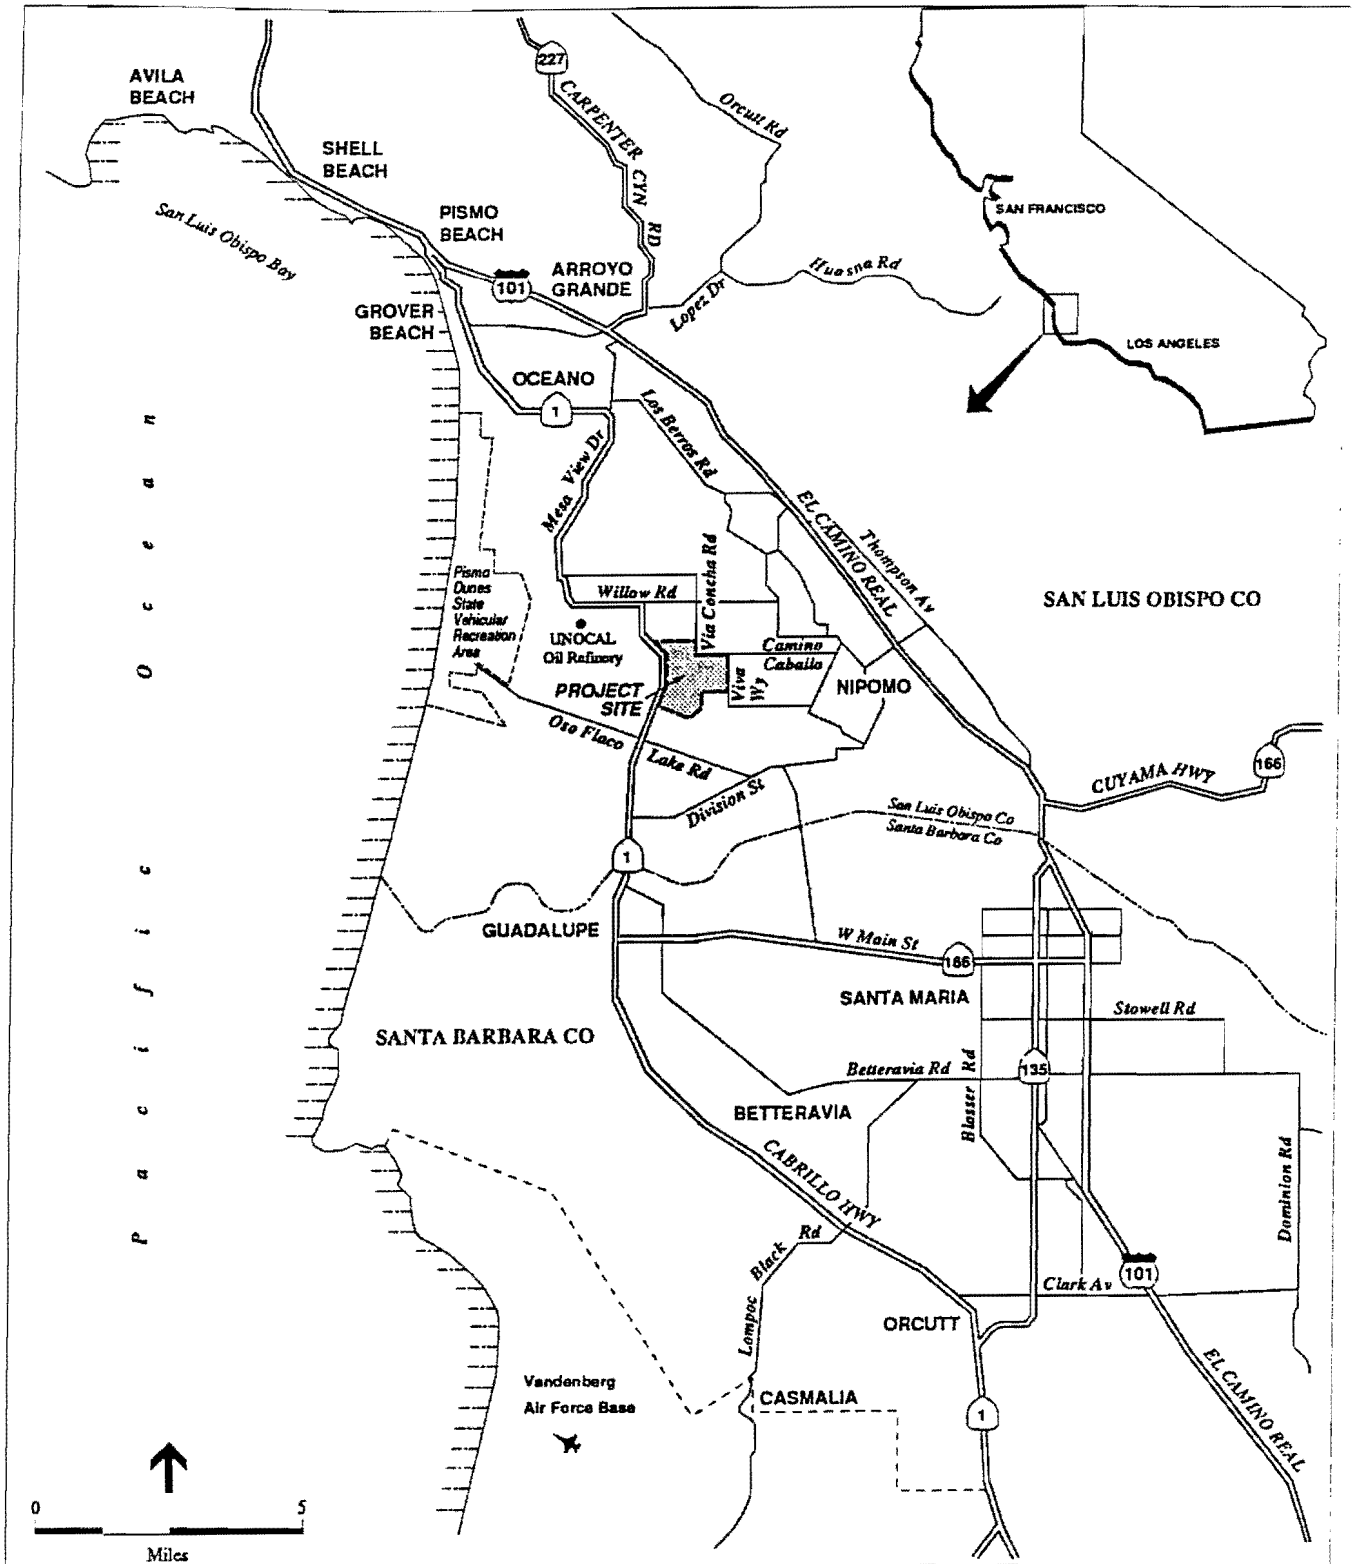 227
AVILA
BEACH
CARPENTER CYN RD
Orcutt Rd
SHELL
BEACH
San Luis Obispo Bay
PISMO
BEACH
SAN FRANCISCO
ARROYO
GRANDE
101
Huasna Rd
Lopez Dr
GROVER
BEACH
LOS ANGELES
OCEANO
1
Los Berros Rd
Mesa View Dr
EL CAMINO REAL
Thompson Av
Via Concha Rd
Pismo
Dunes
State
Vehicular
Recreation
Area
Willow Rd
SAN LUIS OBISPO CO
UNOCAL
Oil Refinery
Camino
Caballo
Viva
Wy
NIPOMO
PROJECT
SITE
Oso Flaco
Lake Rd
Division St
CUYAMA HWY
166
San Luis Obispo Co
Santa Barbara Co
1
Pacific Ocean
GUADALUPE
W Main St
166
SANTA MARIA
Stowell Rd
SANTA BARBARA CO
Betteravia Rd
135
Blosser Rd
BETTERAVIA
Dominion Rd
CABRILLO HWY
Black Rd
Lompoc
101
Clark Av
ORCUTT
EL CAMINO REAL
Vandenberg
Air Force Base
CASMALIA
1
0 5
Miles